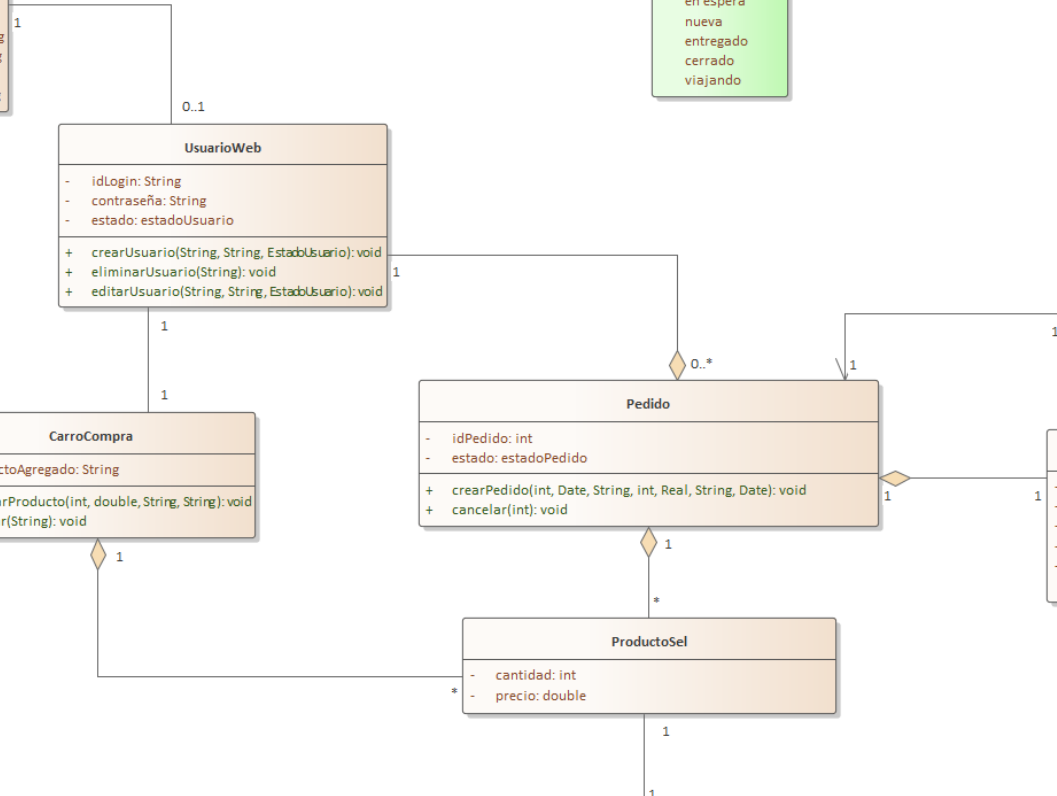 en espera
nueva
entregado
cerrado
viajando
1
0..1
UsuarioWeb
- idLogin: String
- contraseña: String
- estado: estadoUsuario
+ crearUsuario(String, String, EstadoUsuario): void
+ eliminarUsuario(String): void
+ editarUsuario(String, String, EstadoUsuario): void
1
1
1
0..*
1
1
Pedido
- idPedido: int
- estado: estadoPedido
+ crearPedido(int, Date, String, int, Real, String, Date): void
+ cancelar(int): void
1
1
CarroCompra
ctoAgregado: String
arProducto(int, double, String, String): void
r(String): void
1
1
*
ProductoSel
- cantidad: int
- precio: double
*
1
1